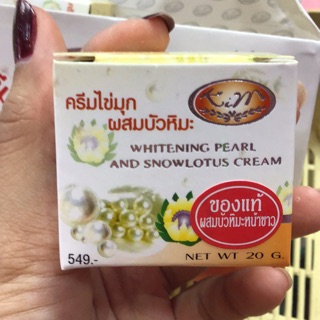 Kim
ครีมไข่มุก
ผสมบัวหิมะ
WHITENING PEARL
AND SNOWLOTUS CREAM
ของแท้
ผสมบัวหิมะหน้าขาว
549.-
NET WT 20 G.